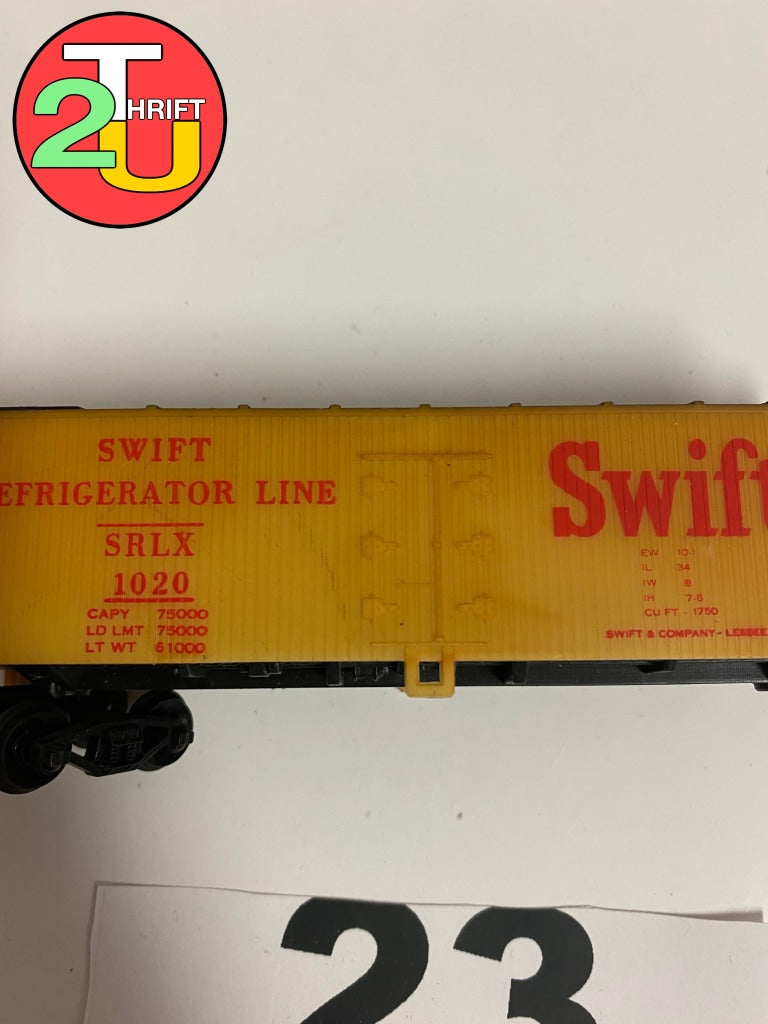 2 T HRIFT U
SWIFT
EFRIGERATOR LINE
SRLX
1020
CAPY 75000
LD LMT 75000
LT WT 61000
Swift
EW 10-1
IL 34
IW 8
IH 7-6
CU FT - 1750
SWIFT & COMPANY - LESSEE
23